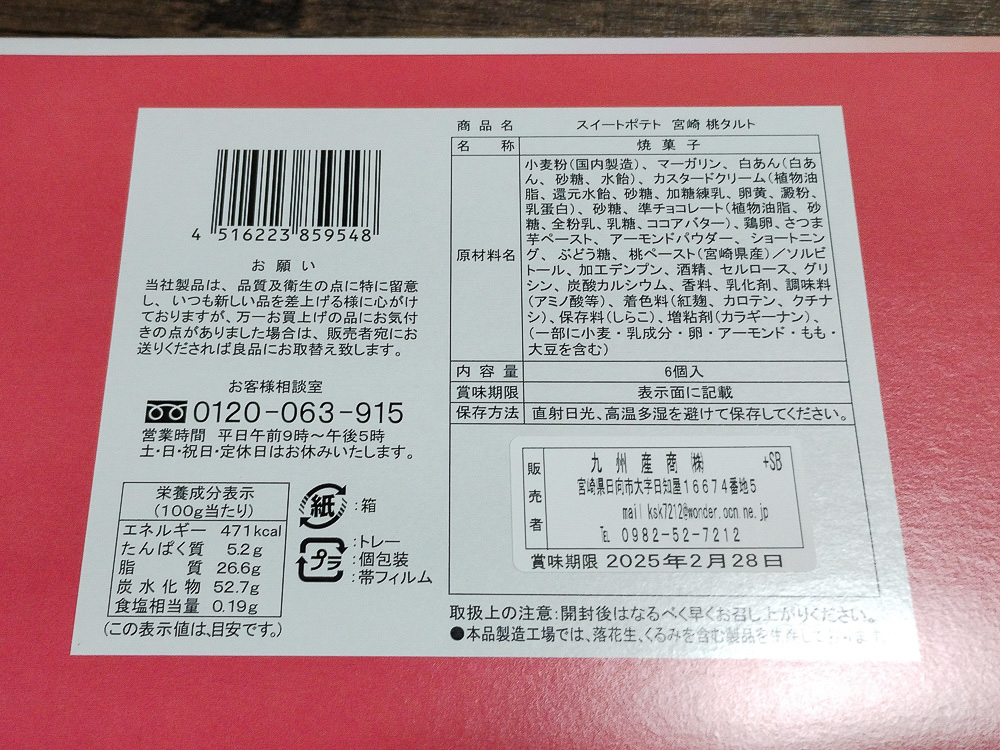 4 516223 859548
お願い
当社製品は、品質及衛生の点に特に留意
し、いつも新しい品を差上げる様に心がけ
ておりますが、万一お買上げの品にお気付
きの点がありました場合は、販売者宛にお
送りくだされば良品にお取替え致します。
お客様相談室
0120-063-915
営業時間 平日午前9時～午後5時
土・日・祝日・定休日はお休みいたします。
栄養成分表示
(100g当たり)
エネルギー 471kcal
たんぱく質 5.2g
脂質 26.6g
炭水化物 52.7g
食塩相当量 0.19g
(この表示値は、目安です。)
紙 :箱
プラ :トレー
:個包装
:帯フィルム
商品名 スイートポテト 宮崎 桃タルト
名称 焼菓子
原材料名
小麦粉(国内製造)、マーガリン、白あん(白あ
ん、砂糖、水飴)、カスタードクリーム(植物油
脂、還元水飴、砂糖、加糖練乳、卵黄、澱粉、
乳蛋白)、砂糖、準チョコレート(植物油脂、砂
糖、全粉乳、乳糖、ココアバター)、鶏卵、さつま
芋ペースト、アーモンドパウダー、ショートニン
グ、ぶどう糖、桃ペースト(宮崎県産)／ソルビ
トール、加工デンプン、酒精、セルロース、グリ
シン、炭酸カルシウム、香料、乳化剤、調味料
(アミノ酸等)、着色料(紅麹、カロテン、クチナ
シ)、保存料(しらこ)、増粘剤(カラギーナン)、
(一部に小麦・乳成分・卵・アーモンド・もも・
大豆を含む)
内容量 6個入
賞味期限 表示面に記載
保存方法 直射日光、高温多湿を避けて保存してください。
販売者
九州産商㈱ +SB
宮崎県日向市大字日知屋16674番地5
mail ksk7212@wonder.ocn.ne.jp
℡ 0982-52-7212
賞味期限 2025年2月28日
取扱上の注意:開封後はなるべく早くお召し上がりください。
●本品製造工場では、落花生、くるみを含む製品を生産しております。